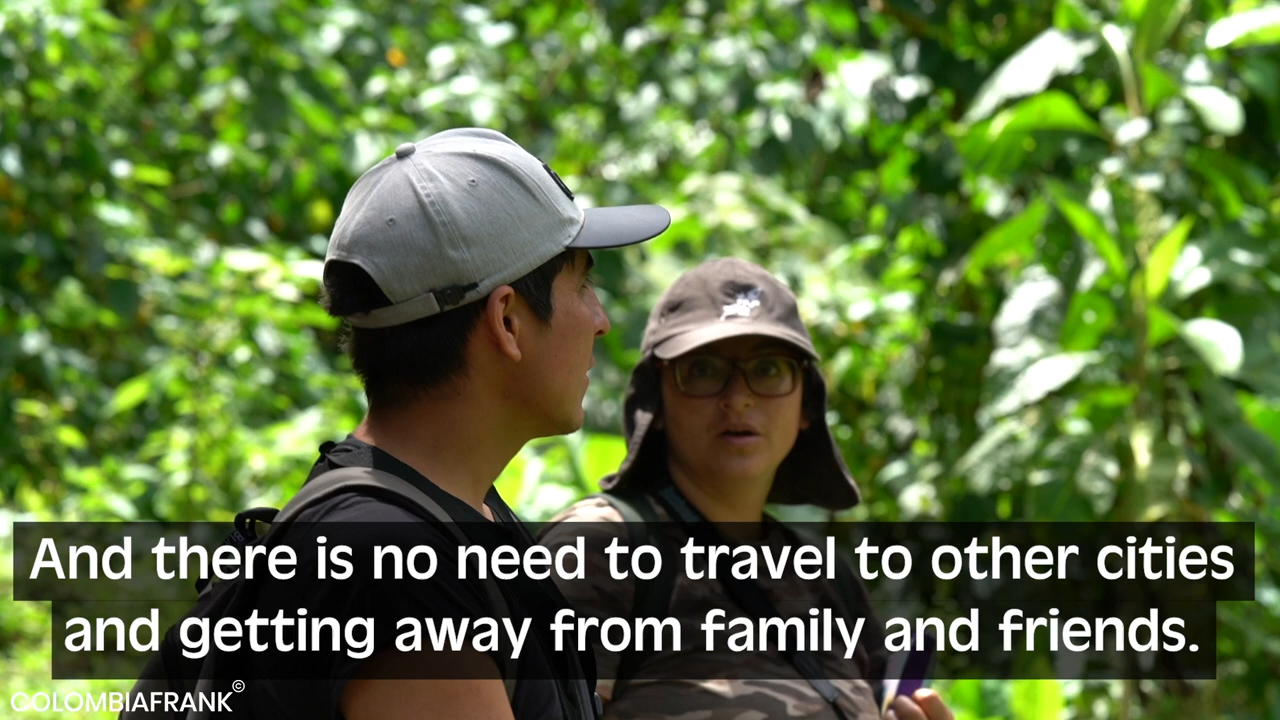 And there is no need to travel to other cities
and getting away from family and friends.
COLOMBIAFRANK©